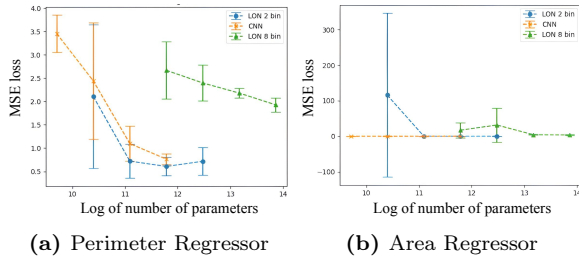 4.0
3.5
3.0
2.5
2.0
1.5
1.0
0.5
MSE loss
LON 2 bin
CNN
LON 8 bin
10 11 12 13 14
Log of number of parameters
(a) Perimeter Regressor
300
200
100
0
-100
MSE loss
LON 2 bin
CNN
LON 8 bin
10 11 12 13 14
Log of number of parameters
(b) Area Regressor